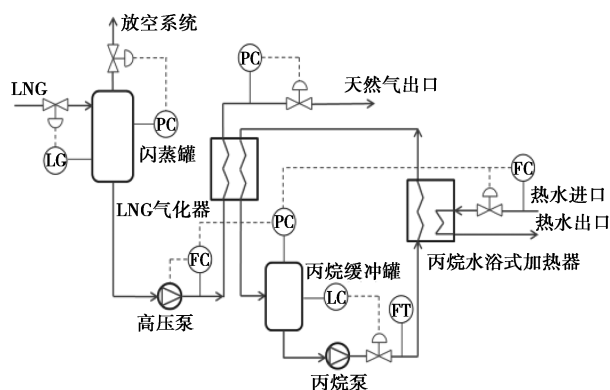 放空系统
LNG
PC
PC
天然气出口
LG
闪蒸罐
LNG气化器
PC
FC
热水进口
热水出口
FC
丙烷缓冲罐
丙烷水浴式加热器
LC
FT
高压泵
丙烷泵